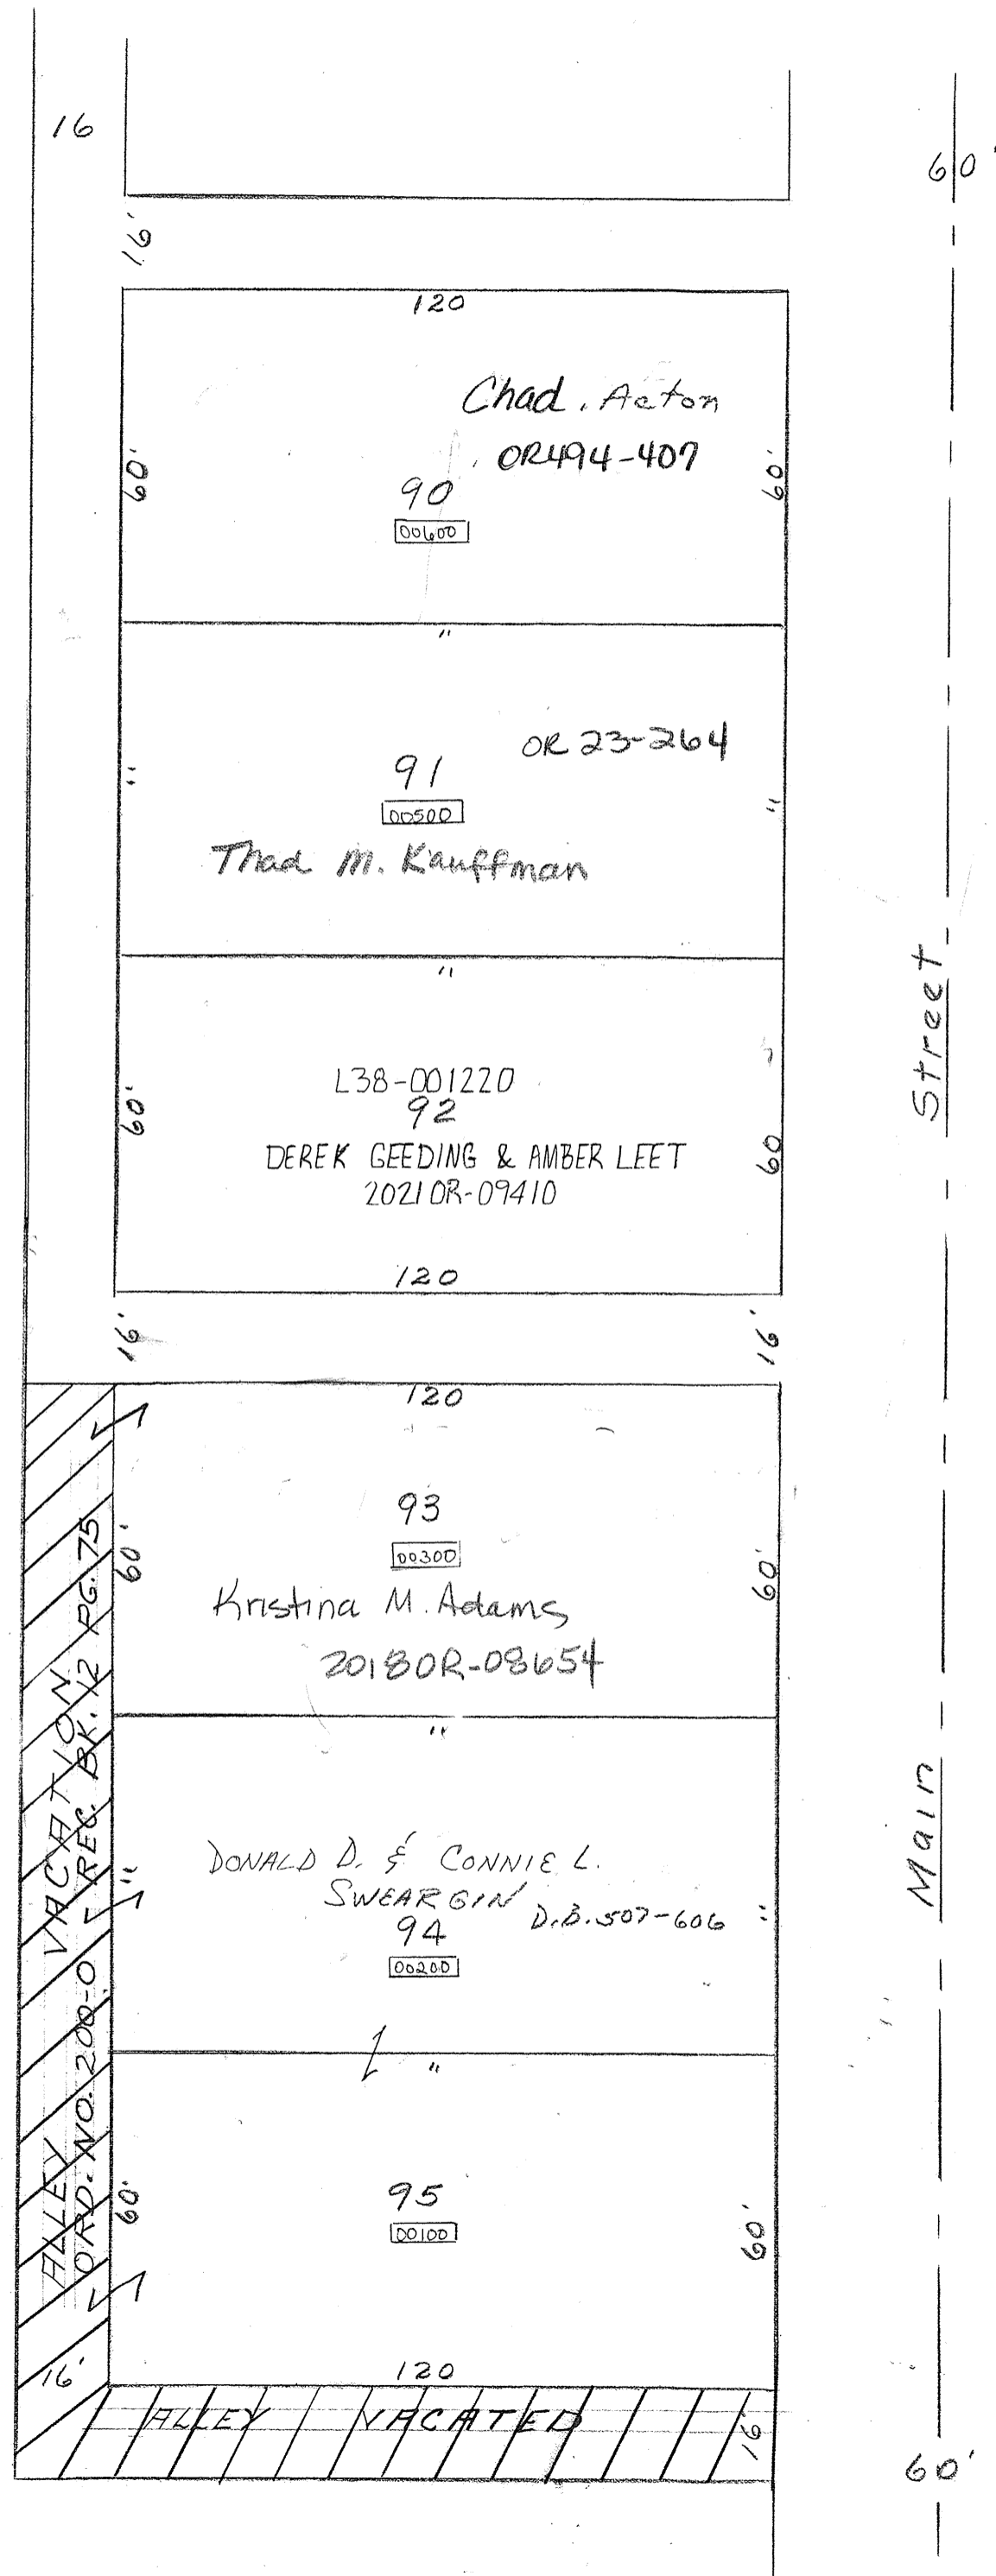 16
60'
16'
120
Chad. Acton
OR494-407
60'
60'
90
00600
"
OR 23-264
91
"
"
00500
Thad M. Kauffman
"
L38-001220
92
60'
60
DEREK GEEDING & AMBER LEET
2021OR-09410
120
16'
16'
Street
120
93
60'
60'
00300
Kristina M. Adams
2018OR-08654
"
DONALD D. & CONNIE L.
SWEARGIN
D.B. 507-606
94
"
"
00200
"
Main
ALLEY VACATION
ORD. NO. 200-0 REC. BK. 12 PG. 75
95
60'
60'
00100
16'
120
ALLEY VACATED
16'
60'